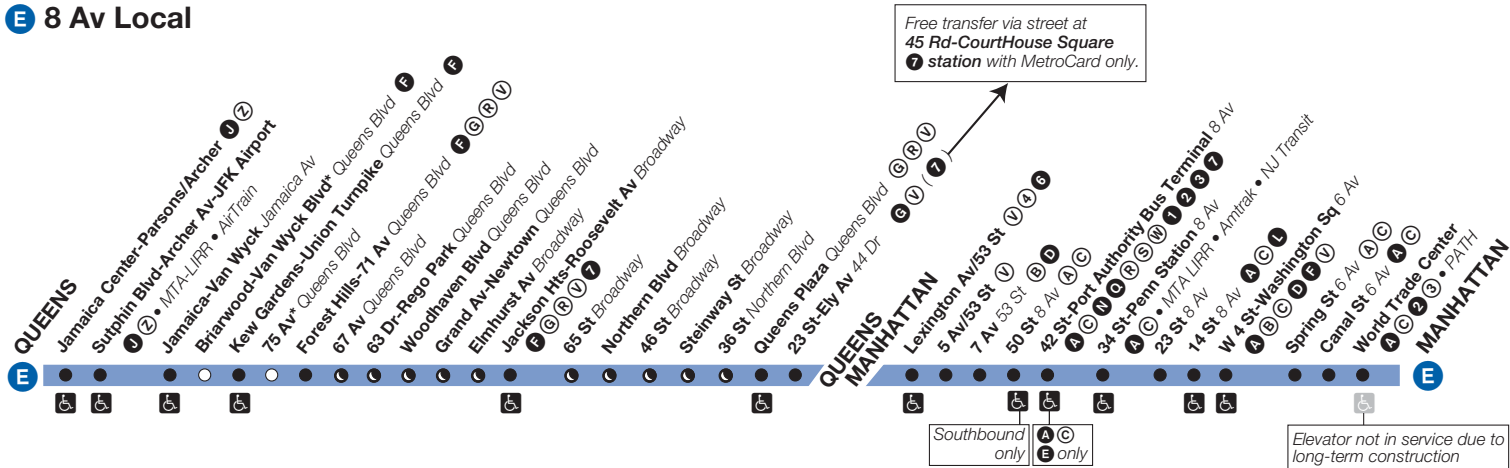 E 8 Av Local
Free transfer via street at
45 Rd-CourtHouse Square
7 station with MetroCard only.
QUEENS
Jamaica Center-Parsons/Archer J Z
Sutphin Blvd-Archer Av-JFK Airport
J Z • MTA-LIRR • AirTrain
Jamaica-Van Wyck Jamaica Av
Briarwood-Van Wyck Blvd* Queens Blvd F
Kew Gardens-Union Turnpike Queens Blvd F
75 Av* Queens Blvd
Forest Hills-71 Av Queens Blvd F G R V
67 Av Queens Blvd
63 Dr-Rego Park Queens Blvd
Woodhaven Blvd Queens Blvd
Grand Av-Newtown Queens Blvd
Elmhurst Av Broadway
Jackson Hts-Roosevelt Av Broadway
F G R V 7
65 St Broadway
Northern Blvd Broadway
46 St Broadway
Steinway St Broadway
36 St Northern Blvd
Queens Plaza Queens Blvd G R V
23 St-Ely Av 44 Dr G V ( 7 )
QUEENS
MANHATTAN
Lexington Av/53 St V 4 6
5 Av/53 St V
7 Av 53 St B D
50 St 8 Av A C
42 St-Port Authority Bus Terminal 8 Av
A C N Q R S W 1 2 3 7
34 St-Penn Station 8 Av
A C • MTA LIRR • Amtrak • NJ Transit
23 St 8 Av
14 St 8 Av A C L
W 4 St-Washington Sq 6 Av
A B C D F V
Spring St 6 Av A C
Canal St 6 Av A C
World Trade Center
A C 2 3 • PATH
MANHATTAN
E
E
Southbound
only
A C
E only
Elevator not in service due to
long-term construction